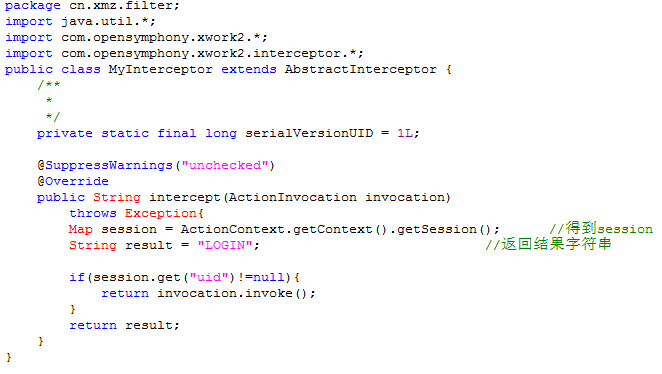 package cn.xmz.filter;
import java.util.*;
import com.opensymphony.xwork2.*;
import com.opensymphony.xwork2.interceptor.*;
public class MyInterceptor extends AbstractInterceptor {
    /**
     *
     */
    private static final long serialVersionUID = 1L;

    @SuppressWarnings("unchecked")
    @Override
    public String intercept(ActionInvocation invocation)
        throws Exception{
        Map session = ActionContext.getContext().getSession();      //得到session
        String result = "LOGIN";                            //返回结果字符串

        if(session.get("uid")!=null){
            return invocation.invoke();
        }
        return result;
    }
}